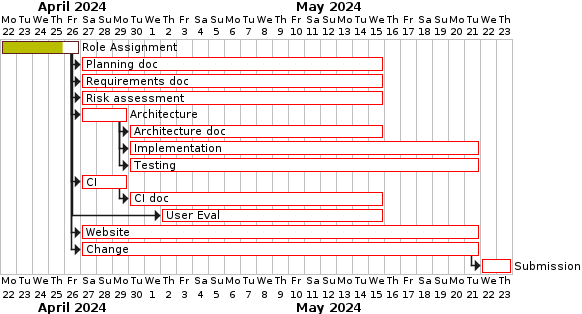 April 2024 May 2024
Mo Tu We Th Fr Sa Su Mo Tu We Th Fr Sa Su Mo Tu We Th Fr Sa Su Mo Tu We Th Fr Sa Su Mo Tu We Th
22 23 24 25 26 27 28 29 30 1 2 3 4 5 6 7 8 9 10 11 12 13 14 15 16 17 18 19 20 21 22 23
Role Assignment
Planning doc
Requirements doc
Risk assessment
Architecture
Architecture doc
Implementation
Testing
CI
CI doc
User Eval
Website
Change
Submission
Mo Tu We Th Fr Sa Su Mo Tu We Th Fr Sa Su Mo Tu We Th Fr Sa Su Mo Tu We Th Fr Sa Su Mo Tu We Th
22 23 24 25 26 27 28 29 30 1 2 3 4 5 6 7 8 9 10 11 12 13 14 15 16 17 18 19 20 21 22 23
April 2024 May 2024